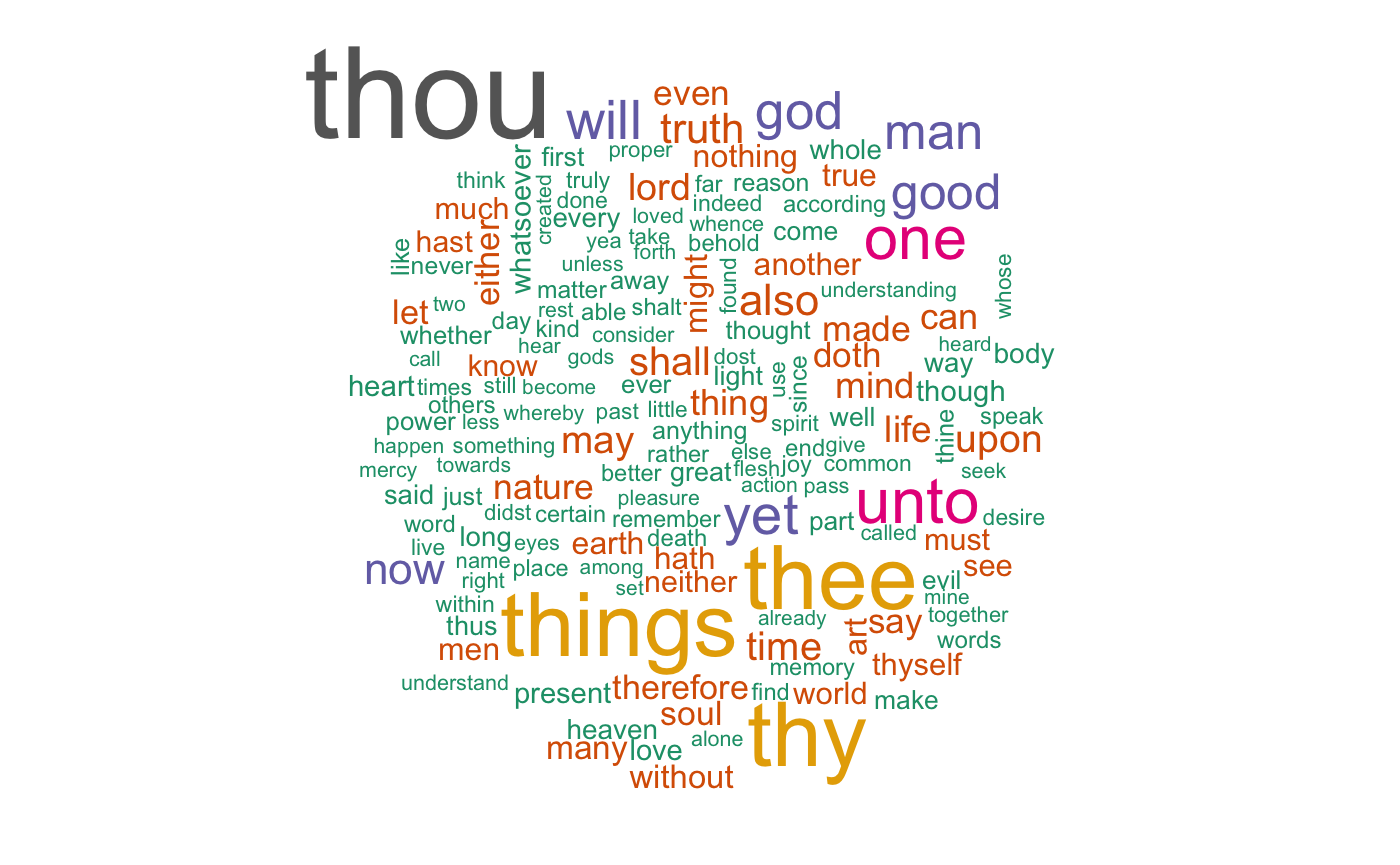 thou
will
even
truth
god
man
whatsoever
first
proper
nothing
whole
think
truly
lord
far
reason
true
good
much
created
done
every
loved
indeed
whence
according
like
hast
never
either
yea
take
forth
behold
come
one
unless
might
found
another
whose
let
two
matter
away
also
understanding
rest
able
shalt
whether
day
kind
consider
thought
made
can
hear
call
know
gods
shall
dost
doth
way
heard
body
heart
times
still
become
ever
light
use
since
mind
though
others
whereby
past
little
thing
power
less
anything
spirit
well
life
thine
speak
upon
happen
something
may
rather
else
end
give
mercy
towards
better
great
flesh
joy
common
seek
said
just
nature
pleasure
action
pass
unto
didst
certain
remember
yet
part
called
desire
word
long
eyes
earth
death
must
live
now
name
right
place
among
hath
neither
set
thee
see
evil
mine
within
thus
men
things
already
time
art
say
together
words
memory
thyself
understand
present
therefore
find
world
make
soul
thy
heaven
many
love
alone
without